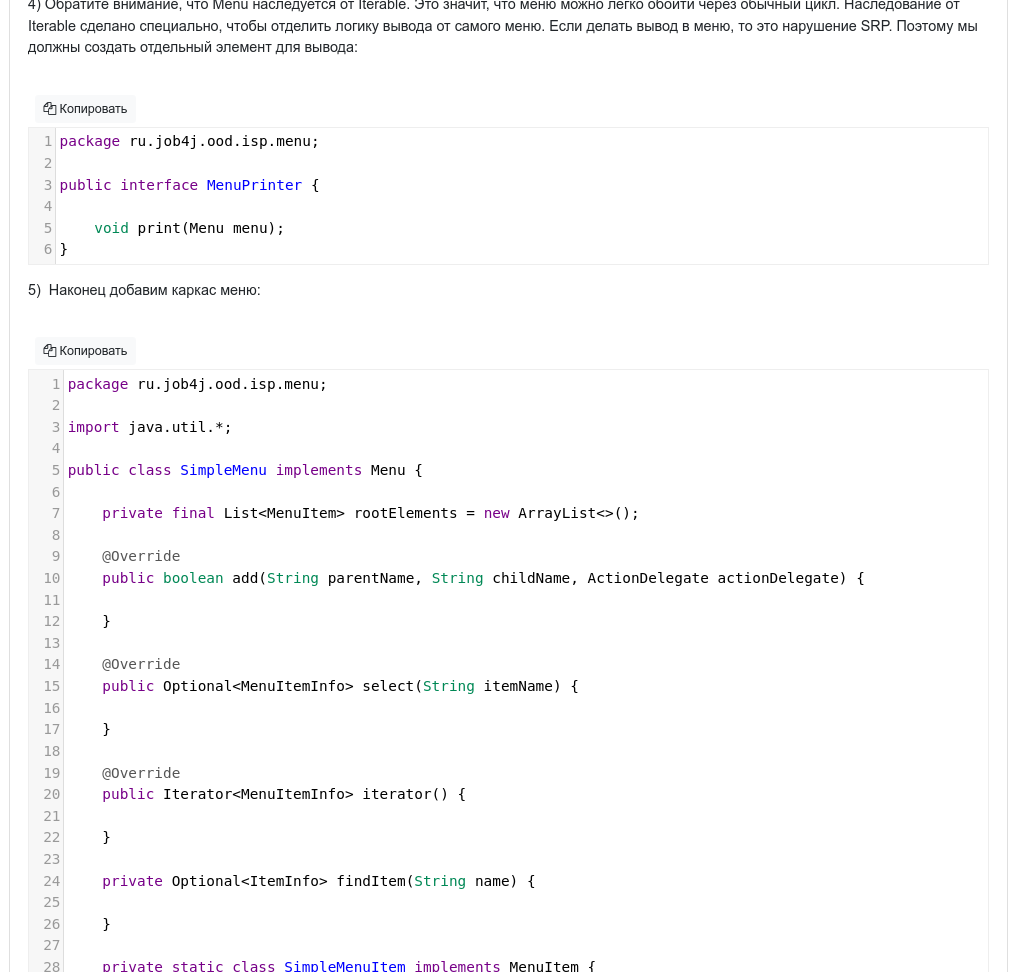 4) Обратите внимание, что Menu наследуется от Iterable. Это значит, что меню можно легко обойти через обычный цикл. Наследование от
Iterable сделано специально, чтобы отделить логику вывода от самого меню. Если делать вывод в меню, то это нарушение SRP. Поэтому мы
должны создать отдельный элемент для вывода:
Копировать
1 package ru.job4j.ood.isp.menu;
2
3 public interface MenuPrinter {
4
5     void print(Menu menu);
6 }
5)  Наконец добавим каркас меню:
Копировать
1 package ru.job4j.ood.isp.menu;
2
3 import java.util.*;
4
5 public class SimpleMenu implements Menu {
6
7     private final List<MenuItem> rootElements = new ArrayList<>();
8
9     @Override
10     public boolean add(String parentName, String childName, ActionDelegate actionDelegate) {
11
12     }
13
14     @Override
15     public Optional<MenuItemInfo> select(String itemName) {
16
17     }
18
19     @Override
20     public Iterator<MenuItemInfo> iterator() {
21
22     }
23
24     private Optional<ItemInfo> findItem(String name) {
25
26     }
27
28     private static class SimpleMenuItem implements MenuItem {